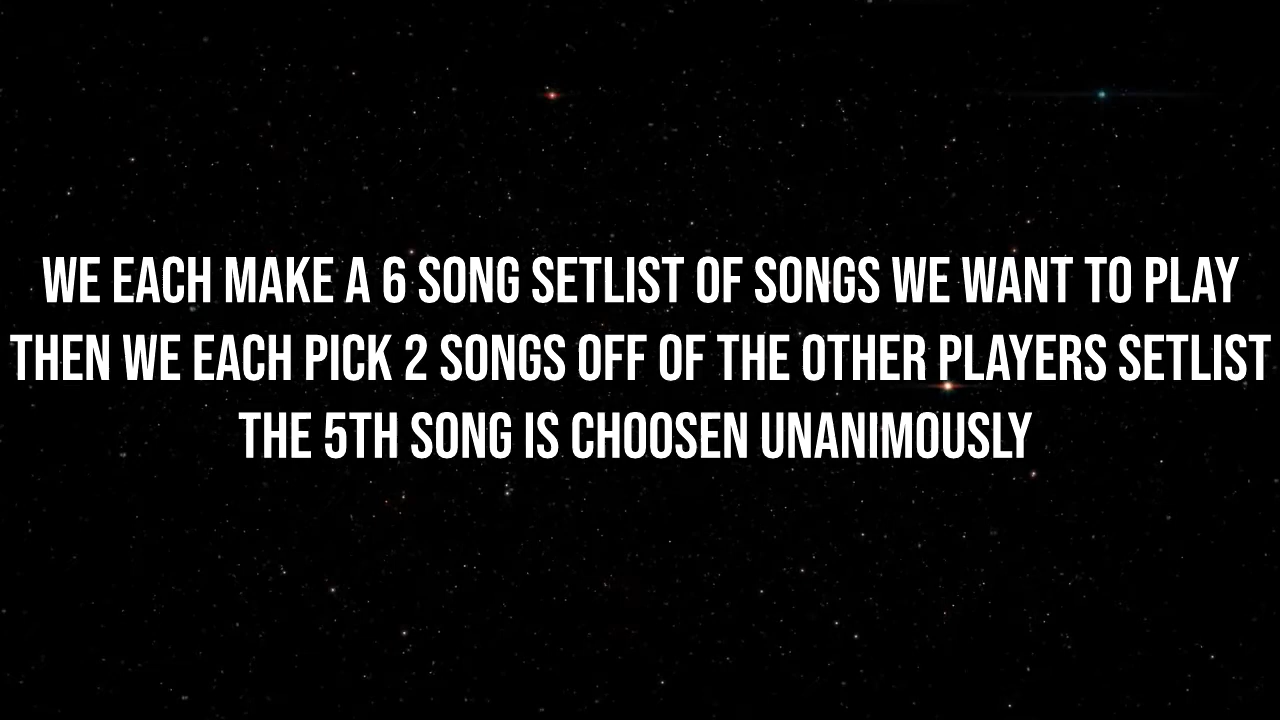 WE EACH MAKE A 6 SONG SETLIST OF SONGS WE WANT TO PLAY
THEN WE EACH PICK 2 SONGS OFF OF THE OTHER PLAYERS SETLIST
THE 5TH SONG IS CHOOSEN UNANIMOUSLY